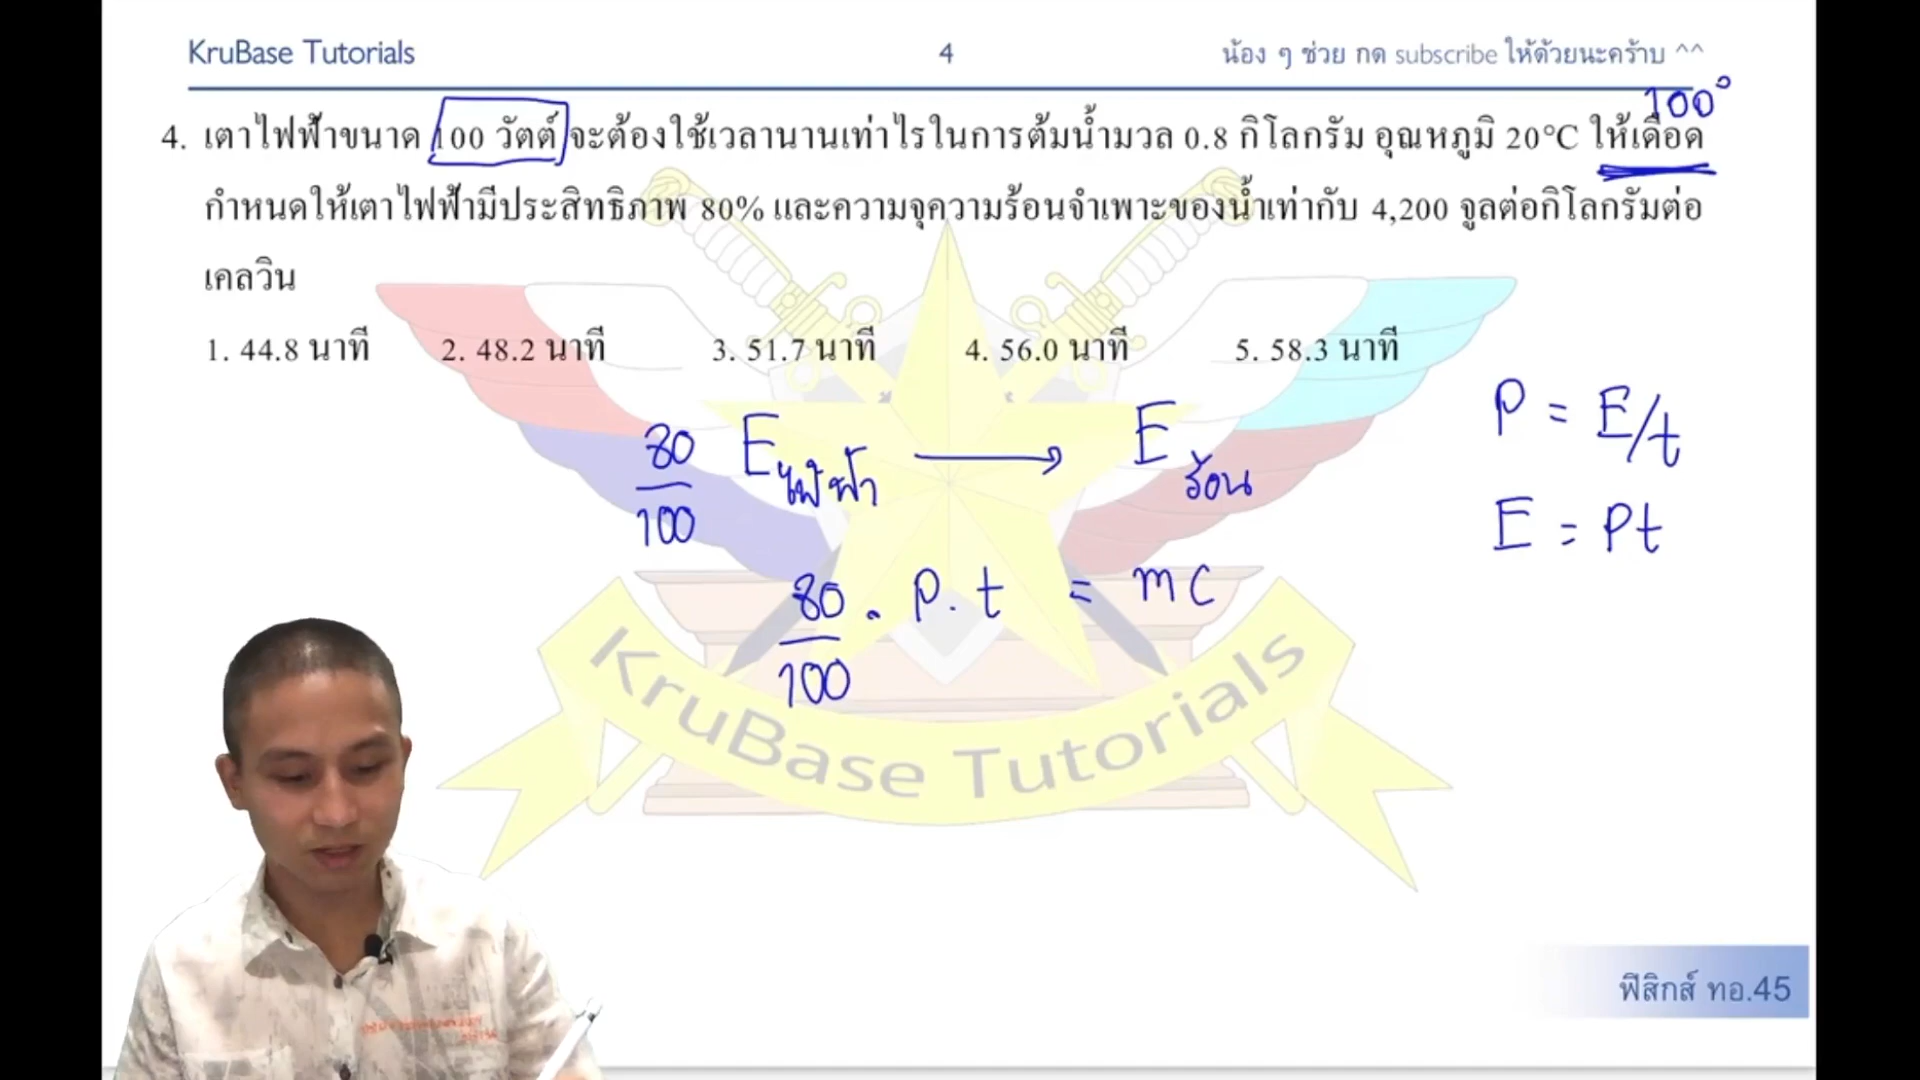 KruBase Tutorials 4 น้อง ๆ ช่วย กด subscribe ให้ด้วยนะคร้าบ ^^
100°
4. เตาไฟฟ้าขนาด 100 วัตต์ จะต้องใช้เวลานานเท่าไรในการต้มน้ำมวล 0.8 กิโลกรัม อุณหภูมิ 20°C ให้เดือด
กำหนดให้เตาไฟฟ้ามีประสิทธิภาพ 80% และความจุความร้อนจำเพาะของน้ำเท่ากับ 4,200 จูลต่อกิโลกรัมต่อ
เคลวิน
1. 44.8 นาที 2. 48.2 นาที 3. 51.7 นาที 4. 56.0 นาที 5. 58.3 นาที
P = E/t
80/100 E ไฟฟ้า → E ร้อน
E = Pt
80/100 . P . t = mc
KruBase Tutorials
ฟิสิกส์ ทอ.45